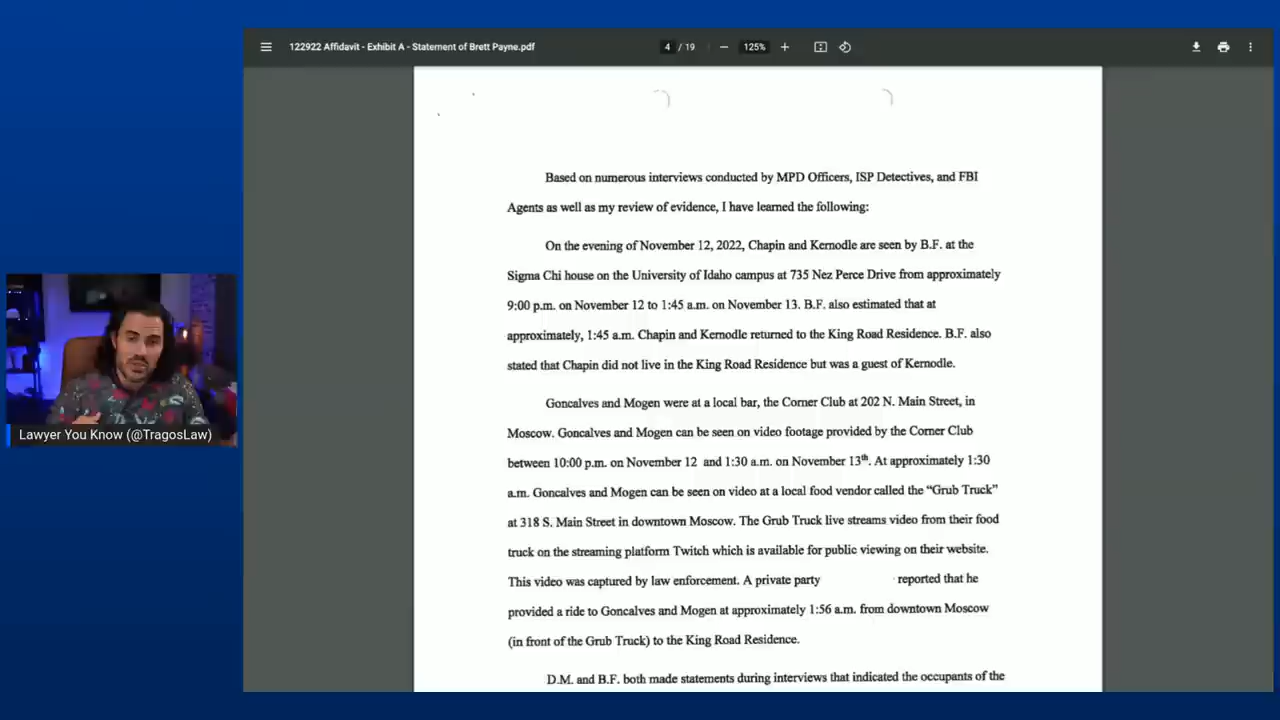 122922 Affidavit - Exhibit A - Statement of Brett Payne.pdf
4 / 19
125%
Based on numerous interviews conducted by MPD Officers, ISP Detectives, and FBI
Agents as well as my review of evidence, I have learned the following:
On the evening of November 12, 2022, Chapin and Kernodle are seen by B.F. at the
Sigma Chi house on the University of Idaho campus at 735 Nez Perce Drive from approximately
9:00 p.m. on November 12 to 1:45 a.m. on November 13. B.F. also estimated that at
approximately, 1:45 a.m. Chapin and Kernodle returned to the King Road Residence. B.F. also
stated that Chapin did not live in the King Road Residence but was a guest of Kernodle.
Goncalves and Mogen were at a local bar, the Corner Club at 202 N. Main Street, in
Moscow. Goncalves and Mogen can be seen on video footage provided by the Corner Club
between 10:00 p.m. on November 12 and 1:30 a.m. on November 13th. At approximately 1:30
a.m. Goncalves and Mogen can be seen on video at a local food vendor called the “Grub Truck”
at 318 S. Main Street in downtown Moscow. The Grub Truck live streams video from their food
truck on the streaming platform Twitch which is available for public viewing on their website.
This video was captured by law enforcement. A private party reported that he
provided a ride to Goncalves and Mogen at approximately 1:56 a.m. from downtown Moscow
(in front of the Grub Truck) to the King Road Residence.
D.M. and B.F. both made statements during interviews that indicated the occupants of the
Lawyer You Know (@TragosLaw)